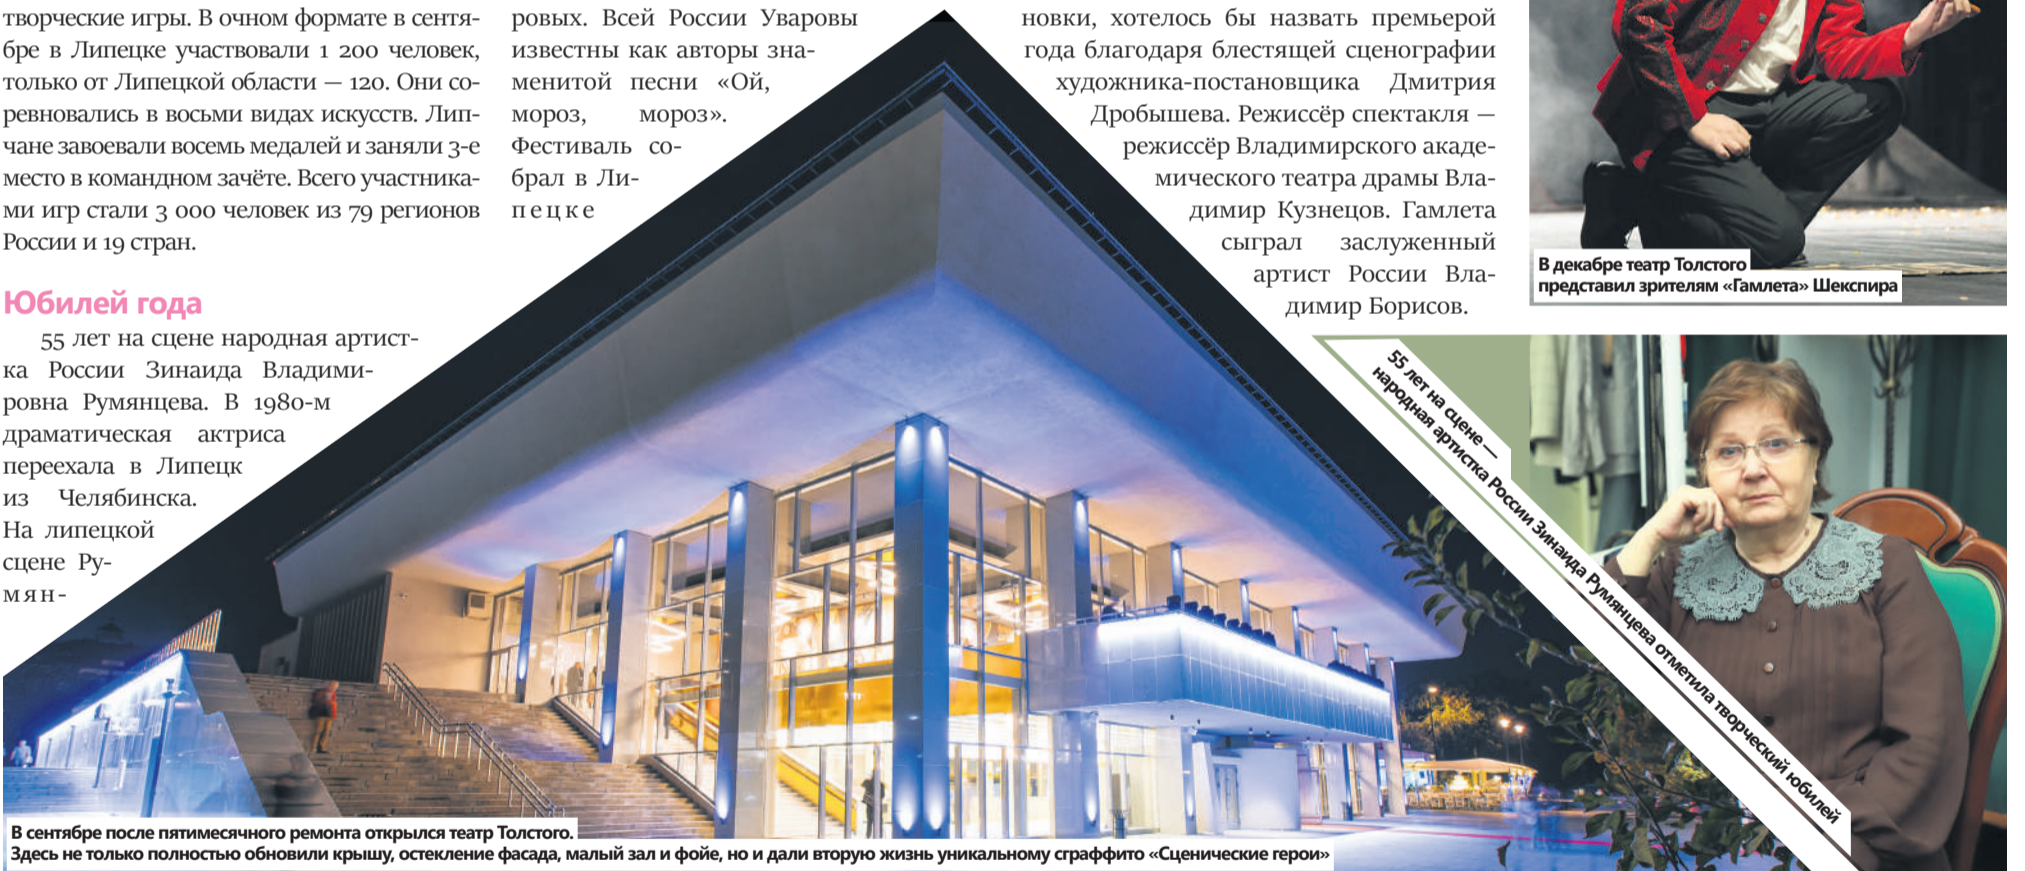 творческие игры. В очном формате в сентя-
бре в Липецке участвовали 1 200 человек,
только от Липецкой области — 120. Они со-
ревновались в восьми видах искусств. Лип-
чане завоевали восемь медалей и заняли 3-е
место в командном зачёте. Всего участника-
ми игр стали 3 000 человек из 79 регионов
России и 19 стран.
Юбилей года
55 лет на сцене народная артист-
ка России Зинаида Владими-
ровна Румянцева. В 1980-м
драматическая актриса
переехала в Липецк
из Челябинска.
На липецкой
сцене Ру-
мян-
ровых. Всей России Уваровы
известны как авторы зна-
менитой песни «Ой,
мороз, мороз».
Фестиваль со-
брал в Ли-
пецке
новки, хотелось бы назвать премьерой
года благодаря блестящей сценографии
художника-постановщика Дмитрия
Дробышева. Режиссёр спектакля —
режиссёр Владимирского акаде-
мического театра драмы Вла-
димир Кузнецов. Гамлета
сыграл заслуженный
артист России Вла-
димир Борисов.
В декабре театр Толстого
представил зрителям «Гамлета» Шекспира
55 лет на сцене —
народная артистка России Зинаида Румянцева отметила творческий юбилей
В сентябре после пятимесячного ремонта открылся театр Толстого.
Здесь не только полностью обновили крышу, остекление фасада, малый зал и фойе, но и дали вторую жизнь уникальному сграффито «Сценические герои»